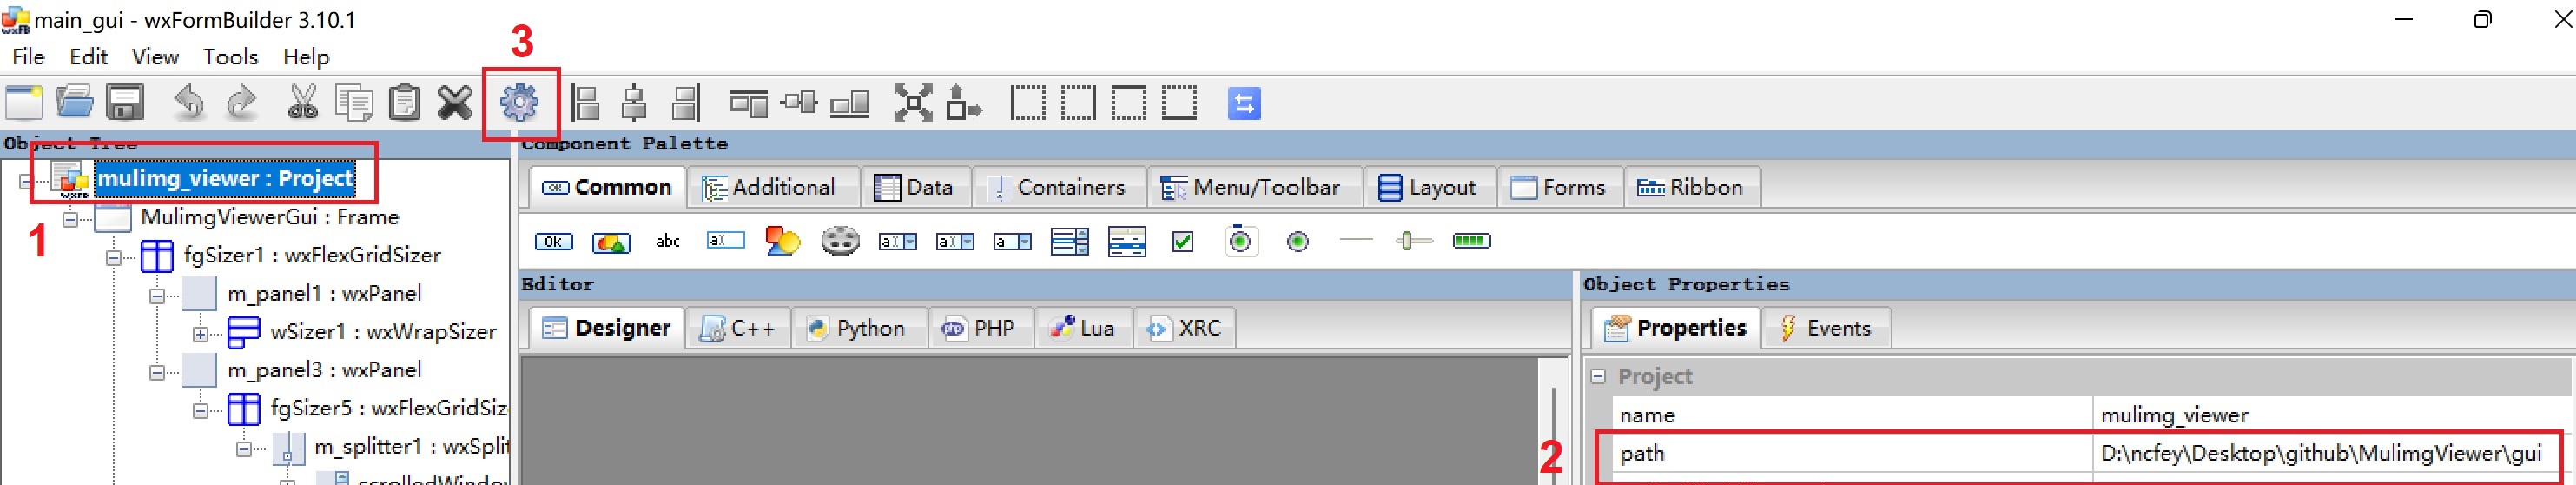 main_gui - wxFormBuilder 3.10.1
File Edit View Tools Help
3
Object Tree
mulimg_viewer : Project
1
MulimgViewerGui : Frame
fgSizer1 : wxFlexGridSizer
m_panel1 : wxPanel
wSizer1 : wxWrapSizer
m_panel3 : wxPanel
fgSizer5 : wxFlexGridSiz
m_splitter1 : wxSplit
Component Palette
Common Additional Data Containers Menu/Toolbar Layout Forms Ribbon
OK abc
Editor
Designer C++ Python PHP Lua XRC
Object Properties
Properties Events
Project
name mulimg_viewer
2
path D:\ncfey\Desktop\github\MulimgViewer\gui